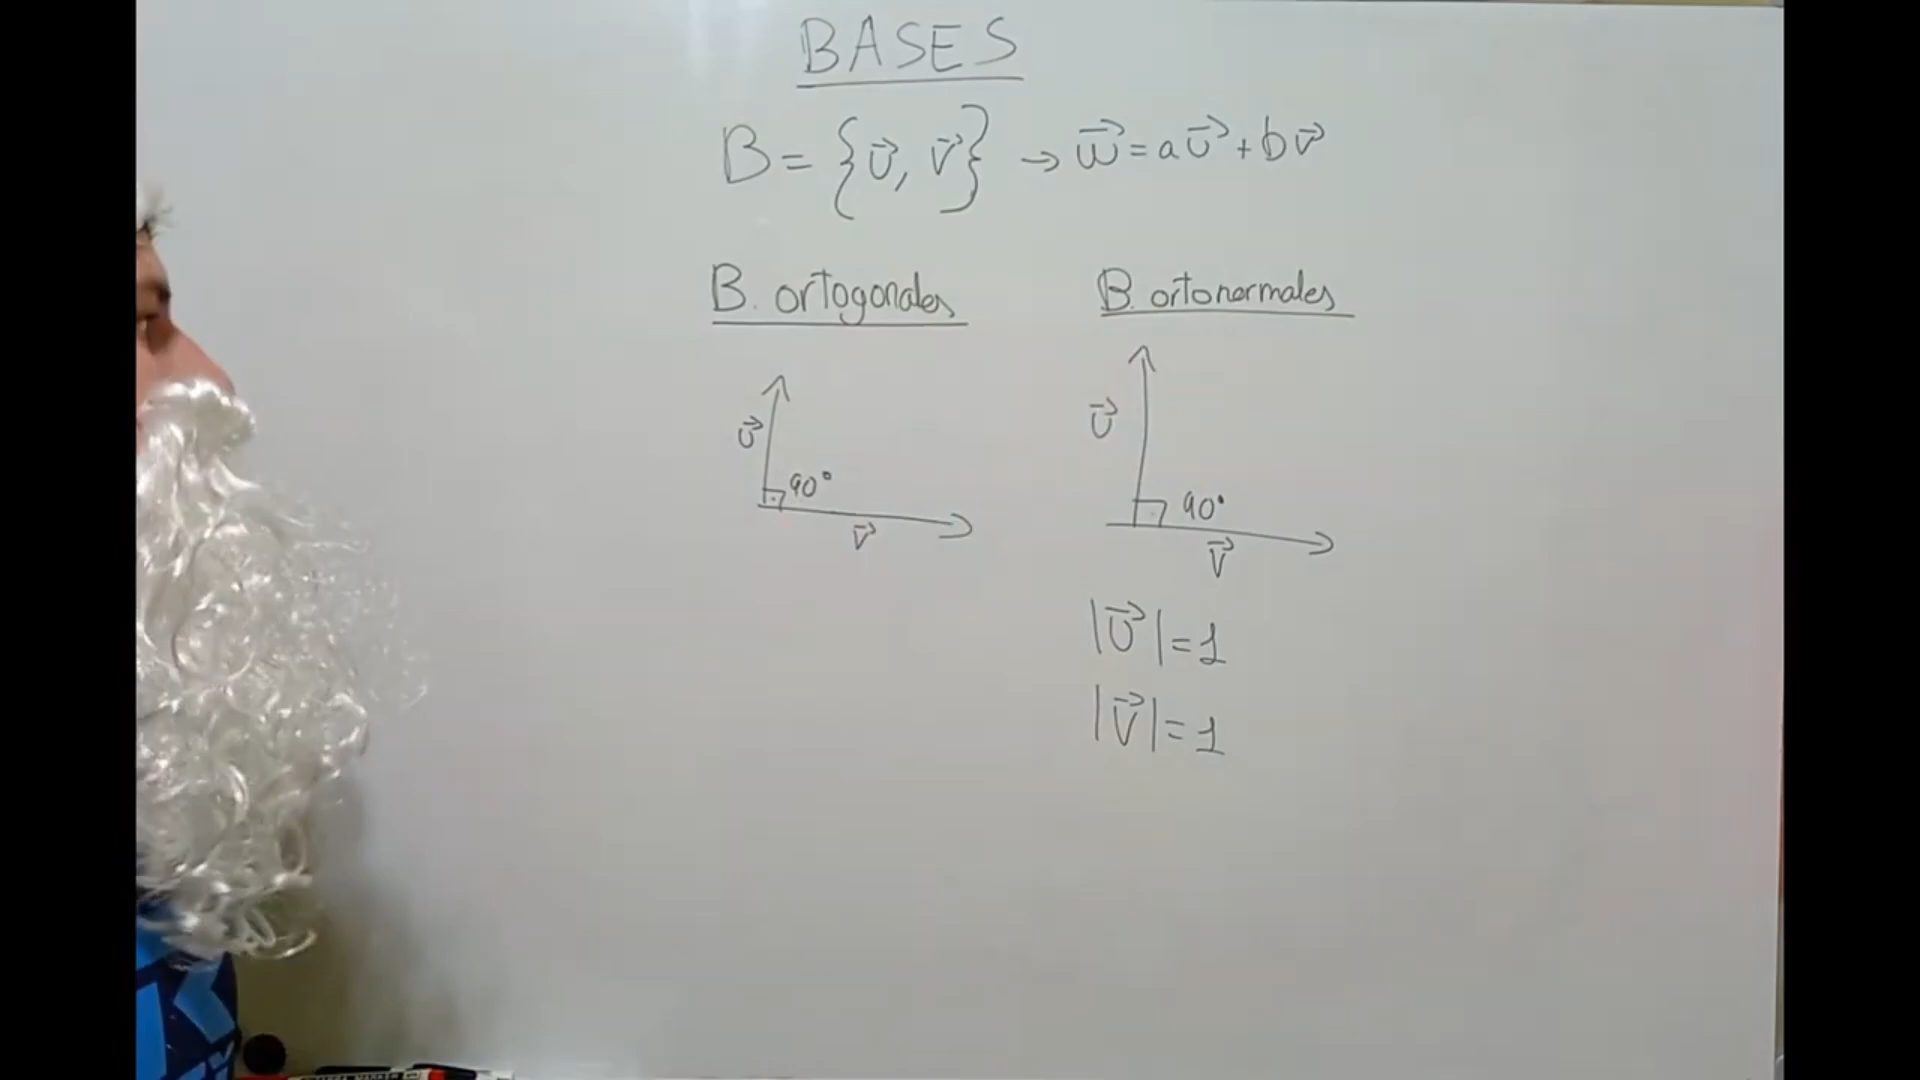 BASES
B = {u⃗, v⃗} → w⃗ = a u⃗ + b v⃗
B. ortogonales
B. ortonormales
u⃗
90°
v⃗
u⃗
90°
v⃗
|u⃗| = 1
|v⃗| = 1